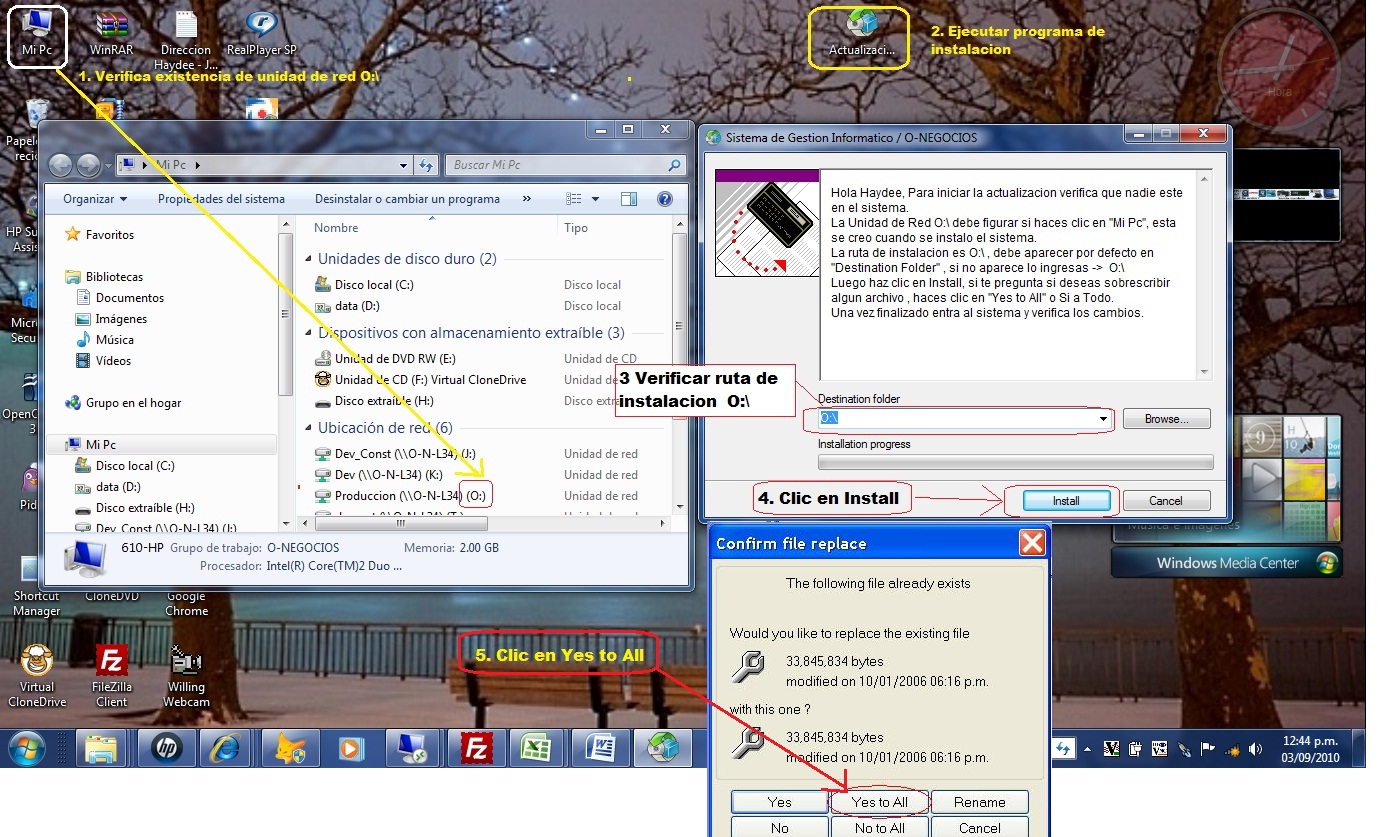 Mi Pc
WinRAR
Direccion
Haydee - J...
RealPlayer SP
Actualizaci...
2. Ejecutar programa de
instalacion
1. Verifica existencia de unidad de red O:\
Hora
Papel
reci
HP Su
Assis
Micr
Secu
OpenC
3
Pid
Mi Pc
Buscar Mi Pc
Organizar
Propiedades del sistema
Desinstalar o cambiar un programa
»
Favoritos
Bibliotecas
Documentos
Imágenes
Música
Vídeos
Grupo en el hogar
Mi Pc
Disco local (C:)
data (D:)
Disco extraíble (H:)
Dev_Const (\\O-N-L34) (J:)
Nombre
Tipo
Unidades de disco duro (2)
Disco local (C:)
Disco local
data (D:)
Disco local
Dispositivos con almacenamiento extraíble (3)
Unidad de DVD RW (E:)
Unidad de CD
Unidad de CD (F:) Virtual CloneDrive
Unidad de
Disco extraíble (H:)
Disco extra
Ubicación de red (6)
Dev_Const (\\O-N-L34) (J:)
Unidad de red
Dev (\\O-N-L34) (K:)
Unidad de red
Produccion (\\O-N-L34) (O:)
Unidad de red
610-HP Grupo de trabajo: O-NEGOCIOS
Memoria: 2.00 GB
Procesador: Intel(R) Core(TM)2 Duo ...
Sistema de Gestion Informatico / O-NEGOCIOS
Hola Haydee, Para iniciar la actualizacion verifica que nadie este
en el sistema.
La Unidad de Red O:\ debe figurar si haces clic en "Mi Pc", esta
se creo cuando se instalo el sistema.
La ruta de instalacion es O:\ , debe aparecer por defecto en
"Destination Folder" , si no aparece lo ingresas -> O:\
Luego haz clic en Install, si te pregunta si deseas sobrescribir
algun archivo , haces clic en "Yes to All" o Si a Todo.
Una vez finalizado entra al sistema y verifica los cambios.
3 Verificar ruta de
instalacion O:\
Destination folder
O:\
Browse...
Installation progress
4. Clic en Install
Install
Cancel
Música e Imágenes
Windows Media Center
Shortcut
Manager
CloneDVD
Google
Chrome
Virtual
CloneDrive
FileZilla
Client
Willing
Webcam
5. Clic en Yes to All
Confirm file replace
The following file already exists
Would you like to replace the existing file
33,845,834 bytes
modified on 10/01/2006 06:16 p.m.
with this one ?
33,845,834 bytes
modified on 10/01/2006 06:16 p.m.
Yes
Yes to All
Rename
No
No to All
Cancel
12:44 p.m.
03/09/2010